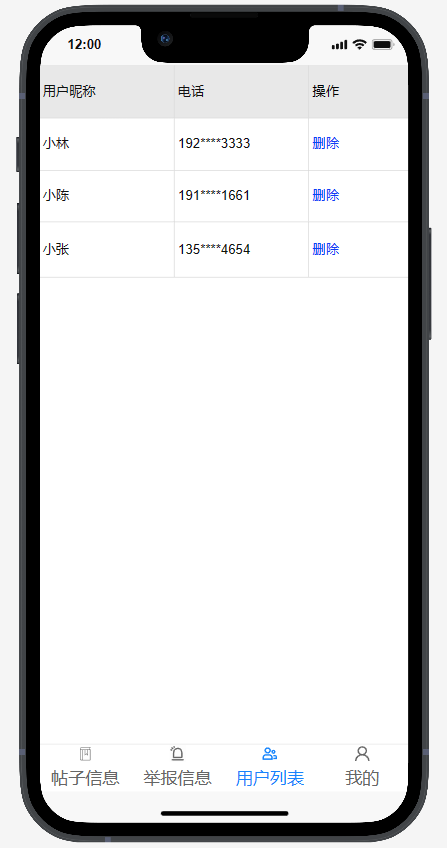 12:00
用户昵称 电话 操作
小林 192****3333 删除
小陈 191****1661 删除
小张 135****4654 删除
帖子信息 举报信息 用户列表 我的